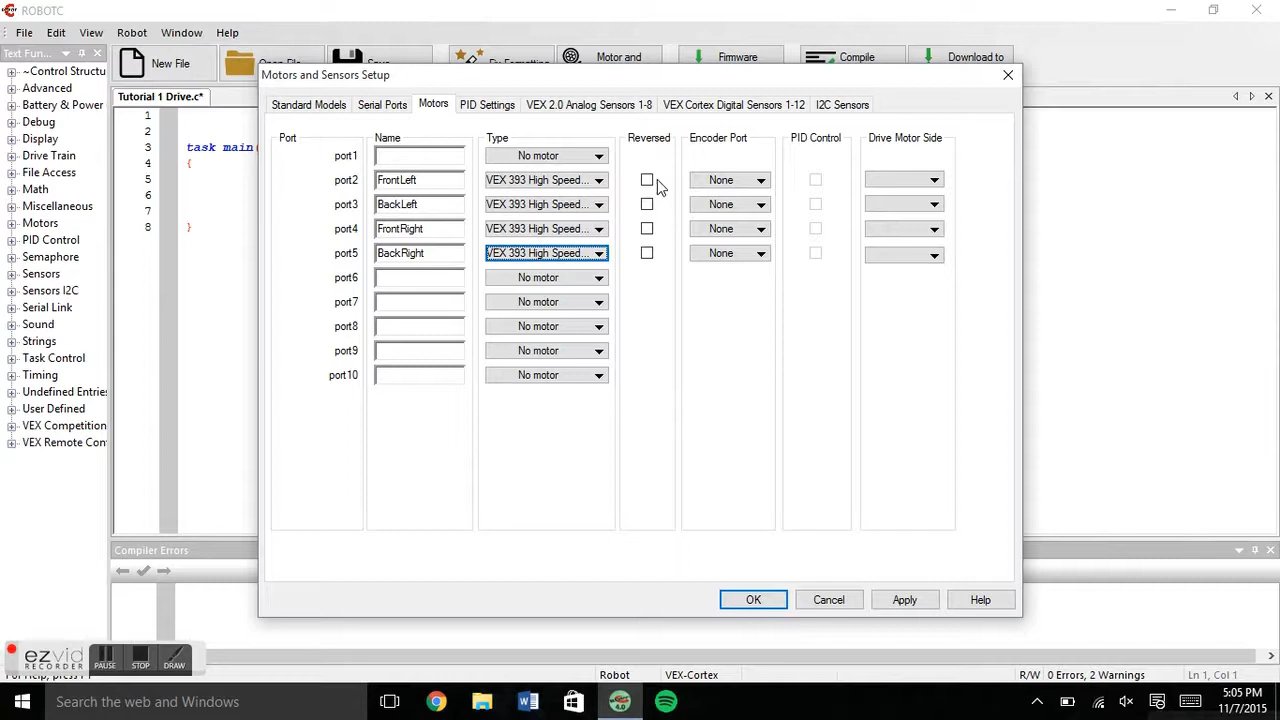 ROBOTC
File Edit View Robot Window Help
Text Fun...
New File
Motor and
Firmware
Compile
Download to
Motors and Sensors Setup
Tutorial 1 Drive.c*
Standard Models Serial Ports Motors PID Settings VEX 2.0 Analog Sensors 1-8 VEX Cortex Digital Sensors 1-12 I2C Sensors
~Control Structu
Advanced
Battery & Power
Debug
Display
Drive Train
File Access
Math
Miscellaneous
Motors
PID Control
Semaphore
Sensors
Sensors I2C
Serial Link
Sound
Strings
Task Control
Timing
Undefined Entries
User Defined
VEX Competition
VEX Remote Cont
1
2
3 task main(
4 {
5
6
7
8 }
Port Name Type Reversed Encoder Port PID Control Drive Motor Side
port1 No motor
port2 FrontLeft VEX 393 High Speed... None
port3 BackLeft VEX 393 High Speed... None
port4 FrontRight VEX 393 High Speed... None
port5 BackRight VEX 393 High Speed... None
port6 No motor
port7 No motor
port8 No motor
port9 No motor
port10 No motor
OK Cancel Apply Help
Compiler Errors
ezvid
RECORDER
PAUSE STOP DRAW
Robot VEX-Cortex R/W 0 Errors, 2 Warnings Ln 1, Col 1
Search the web and Windows
5:05 PM
11/7/2015